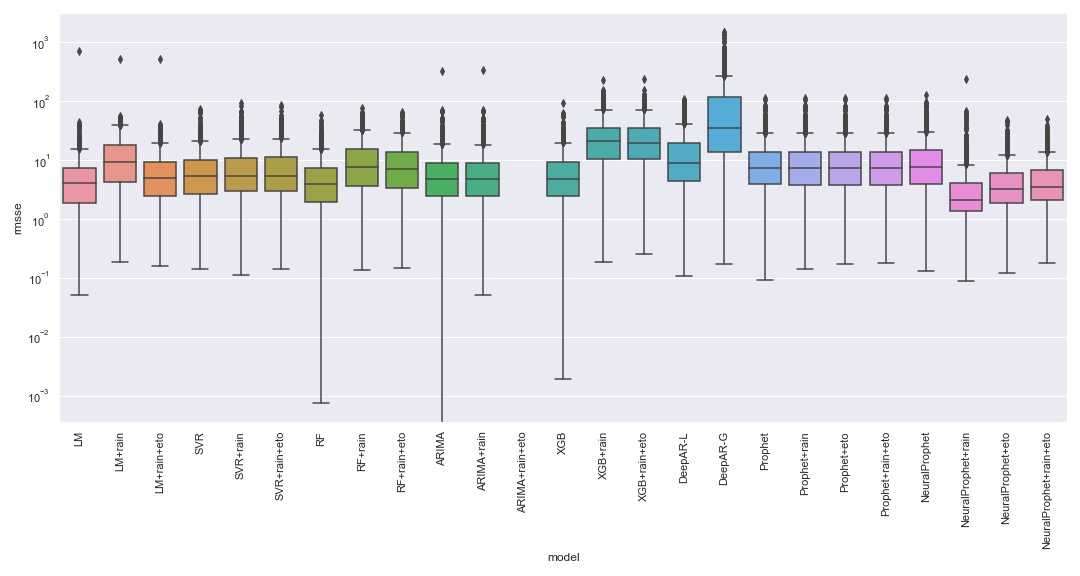 rmsse
10³
10²
10¹
10⁰
10⁻¹
10⁻²
10⁻³
LM
LM+rain
LM+rain+eto
SVR
SVR+rain
SVR+rain+eto
RF
RF+rain
RF+rain+eto
ARIMA
ARIMA+rain
ARIMA+rain+eto
XGB
XGB+rain
XGB+rain+eto
DeepAR-L
DeepAR-G
Prophet
Prophet+rain
Prophet+eto
Prophet+rain+eto
NeuralProphet
NeuralProphet+rain
NeuralProphet+eto
NeuralProphet+rain+eto
model